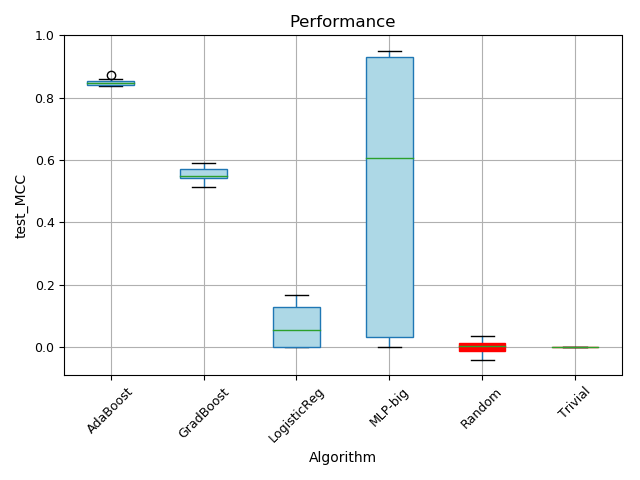 Performance
test_MCC
1.0
0.8
0.6
0.4
0.2
0.0
AdaBoost
GradBoost
LogisticReg
MLP-big
Random
Trivial
Algorithm